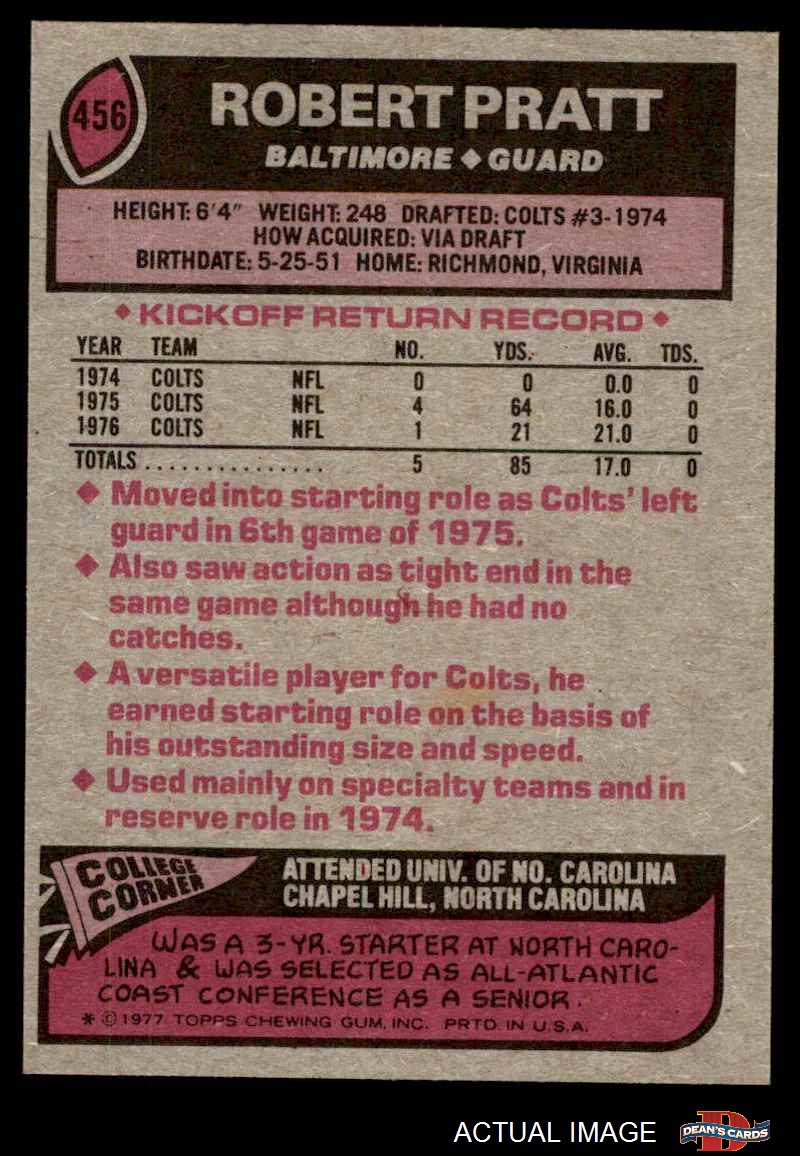 456
ROBERT PRATT
BALTIMORE ◆ GUARD
HEIGHT: 6'4" WEIGHT: 248 DRAFTED: COLTS #3-1974
HOW ACQUIRED: VIA DRAFT
BIRTHDATE: 5-25-51 HOME: RICHMOND, VIRGINIA
◆ KICKOFF RETURN RECORD ◆
YEAR TEAM NO. YDS. AVG. TDS.
1974 COLTS NFL 0 0 0.0 0
1975 COLTS NFL 4 64 16.0 0
1976 COLTS NFL 1 21 21.0 0
TOTALS ................ 5 85 17.0 0
◆ Moved into starting role as Colts' left
guard in 6th game of 1975.
◆ Also saw action as tight end in the
same game although he had no
catches.
◆ A versatile player for Colts, he
earned starting role on the basis of
his outstanding size and speed.
◆ Used mainly on specialty teams and in
reserve role in 1974.
COLLEGE
CORNER
ATTENDED UNIV. OF NO. CAROLINA
CHAPEL HILL, NORTH CAROLINA
WAS A 3-YR. STARTER AT NORTH CARO-
LINA & WAS SELECTED AS ALL-ATLANTIC
COAST CONFERENCE AS A SENIOR.
* © 1977 TOPPS CHEWING GUM, INC. PRTD. IN U.S.A.
ACTUAL IMAGE
D
DEAN'S CARDS